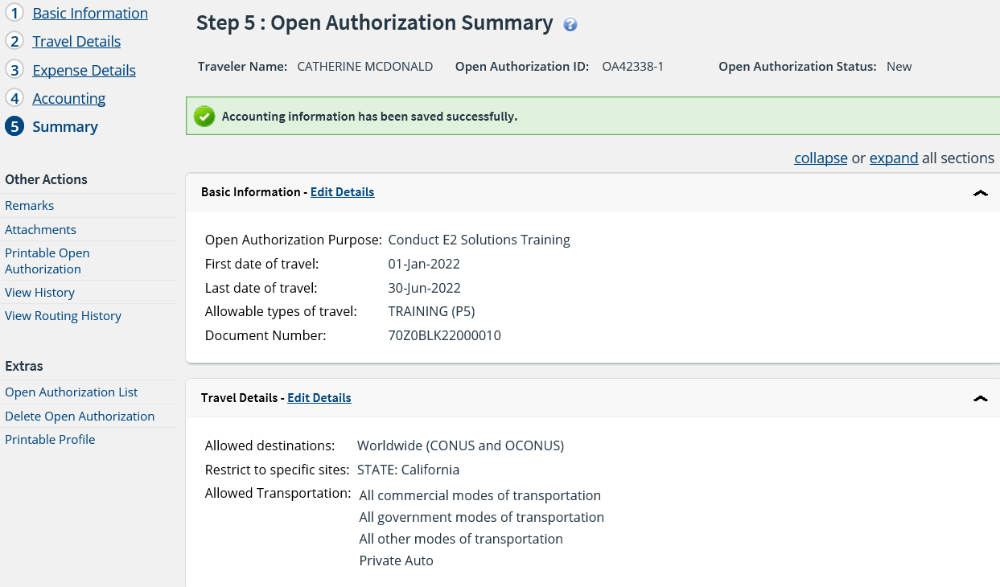 1 Basic Information
2 Travel Details
3 Expense Details
4 Accounting
5 Summary
Other Actions
Remarks
Attachments
Printable Open
Authorization
View History
View Routing History
Extras
Open Authorization List
Delete Open Authorization
Printable Profile
Step 5 : Open Authorization Summary ?
Traveler Name: CATHERINE MCDONALD Open Authorization ID: OA42338-1 Open Authorization Status: New
Accounting information has been saved successfully.
collapse or expand all sections
Basic Information - Edit Details
Open Authorization Purpose: Conduct E2 Solutions Training
First date of travel: 01-Jan-2022
Last date of travel: 30-Jun-2022
Allowable types of travel: TRAINING (P5)
Document Number: 70Z0BLK22000010
Travel Details - Edit Details
Allowed destinations: Worldwide (CONUS and OCONUS)
Restrict to specific sites: STATE: California
Allowed Transportation: All commercial modes of transportation
All government modes of transportation
All other modes of transportation
Private Auto